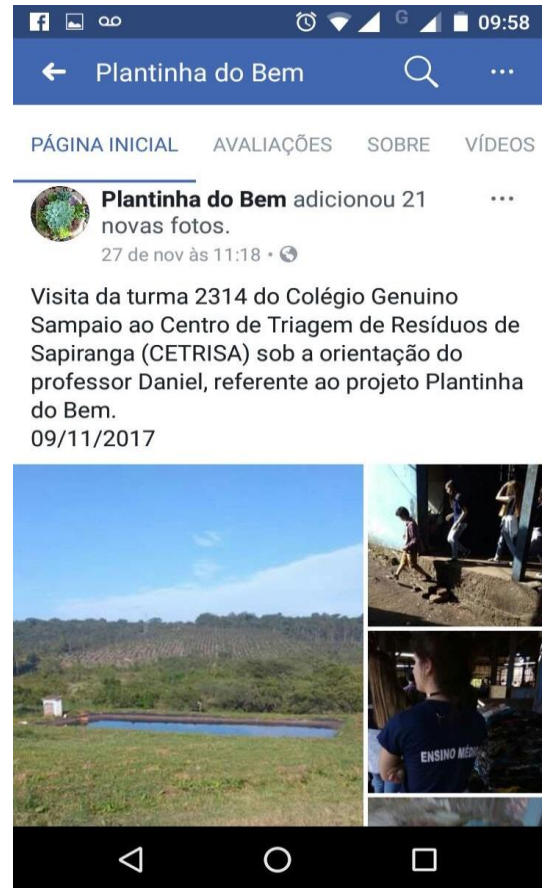 G 09:58
Plantinha do Bem
PÁGINA INICIAL AVALIAÇÕES SOBRE VÍDEOS
Plantinha do Bem adicionou 21
novas fotos.
27 de nov às 11:18
Visita da turma 2314 do Colégio Genuino
Sampaio ao Centro de Triagem de Resíduos de
Sapiranga (CETRISA) sob a orientação do
professor Daniel, referente ao projeto Plantinha
do Bem.
09/11/2017
ENSINO MÉDIO